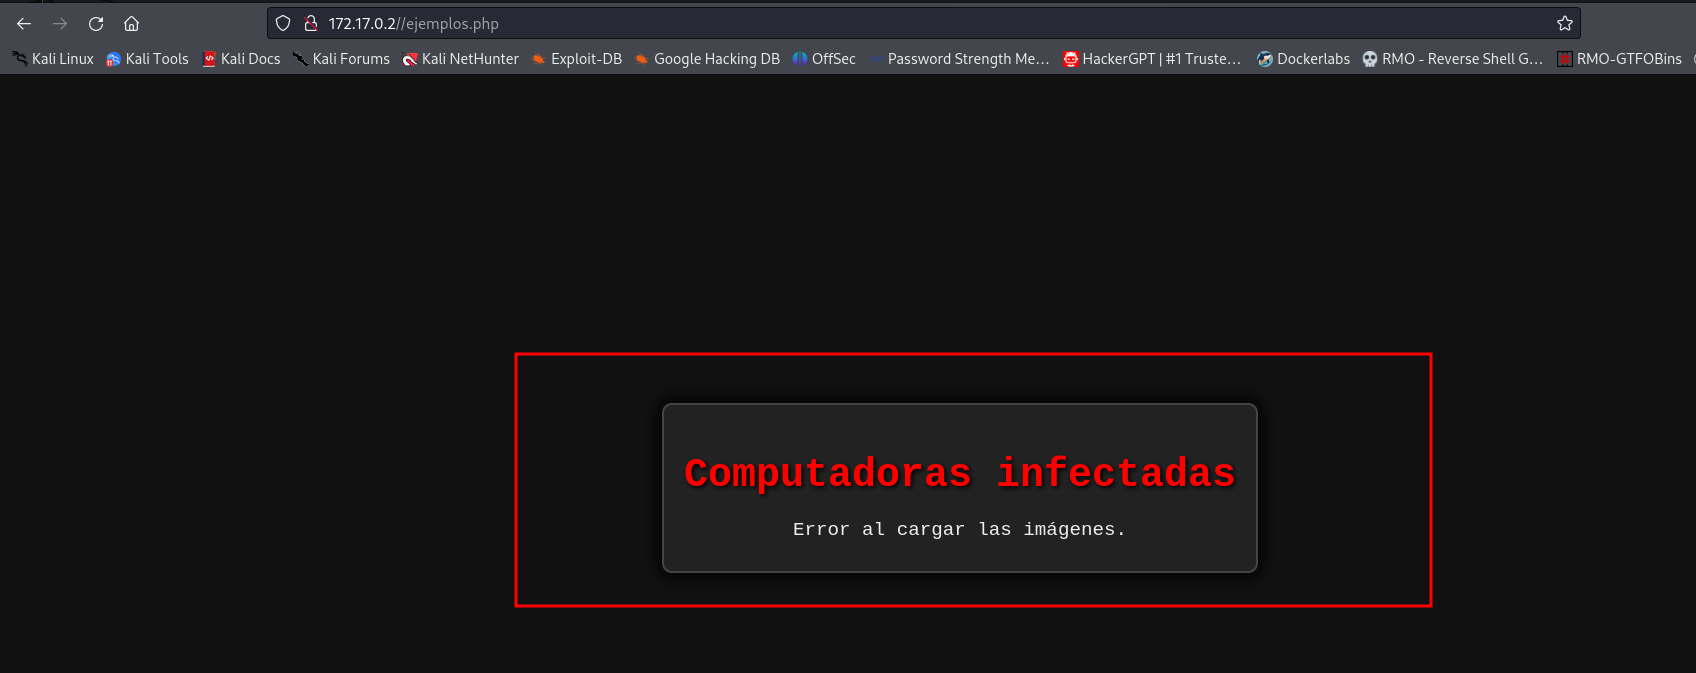 172.17.0.2//ejemplos.php
Kali Linux Kali Tools Kali Docs Kali Forums Kali NetHunter Exploit-DB Google Hacking DB OffSec Password Strength Me… HackerGPT | #1 Truste… Dockerlabs RMO - Reverse Shell G… RMO-GTFOBins
Computadoras infectadas
Error al cargar las imágenes.